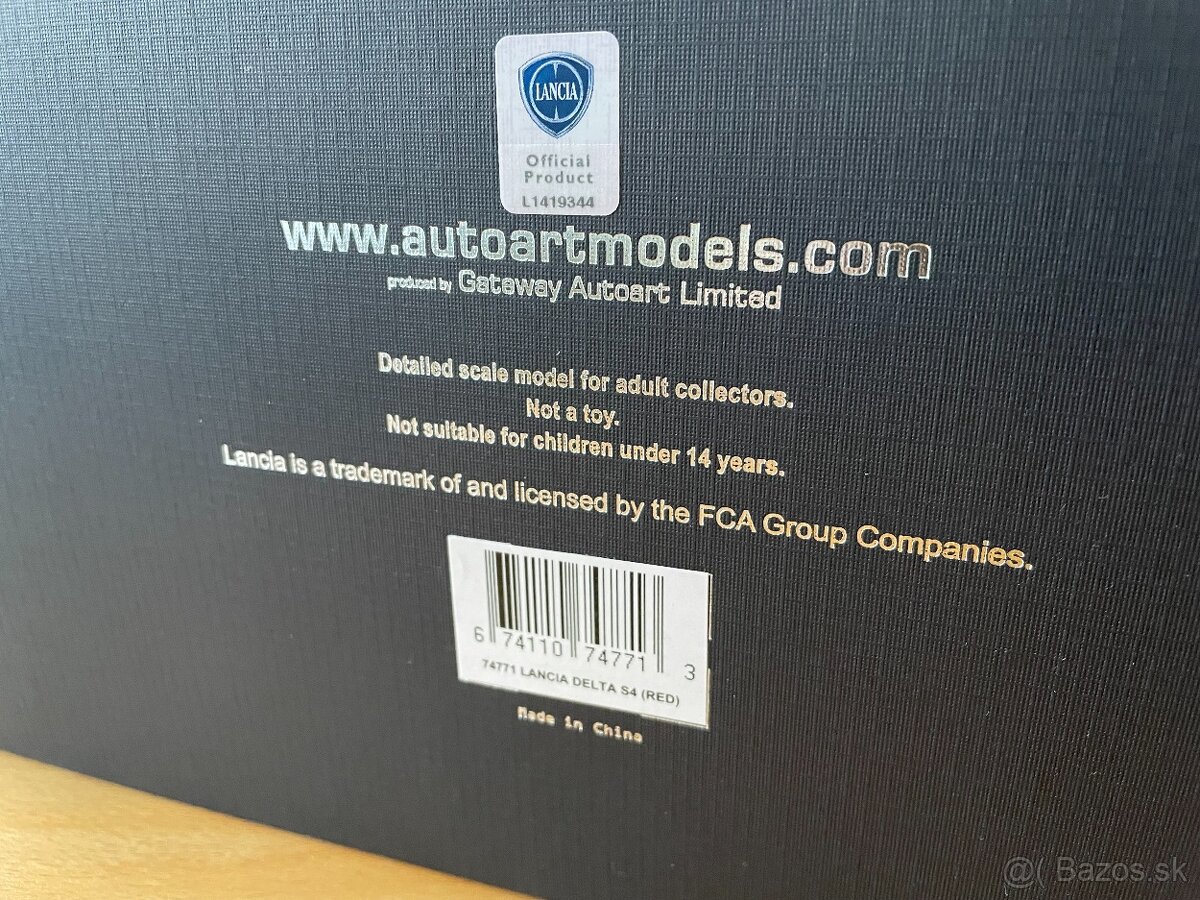 LANCIA
Official
Product
L1419344
www.autoartmodels.com
produced by Gateway Autoart Limited
Detailed scale model for adult collectors.
Not a toy.
Not suitable for children under 14 years.
Lancia is a trademark of and licensed by the FCA Group Companies.
6 74110 74771 3
74771 LANCIA DELTA S4 (RED)
Made in China
@( Bazos.sk